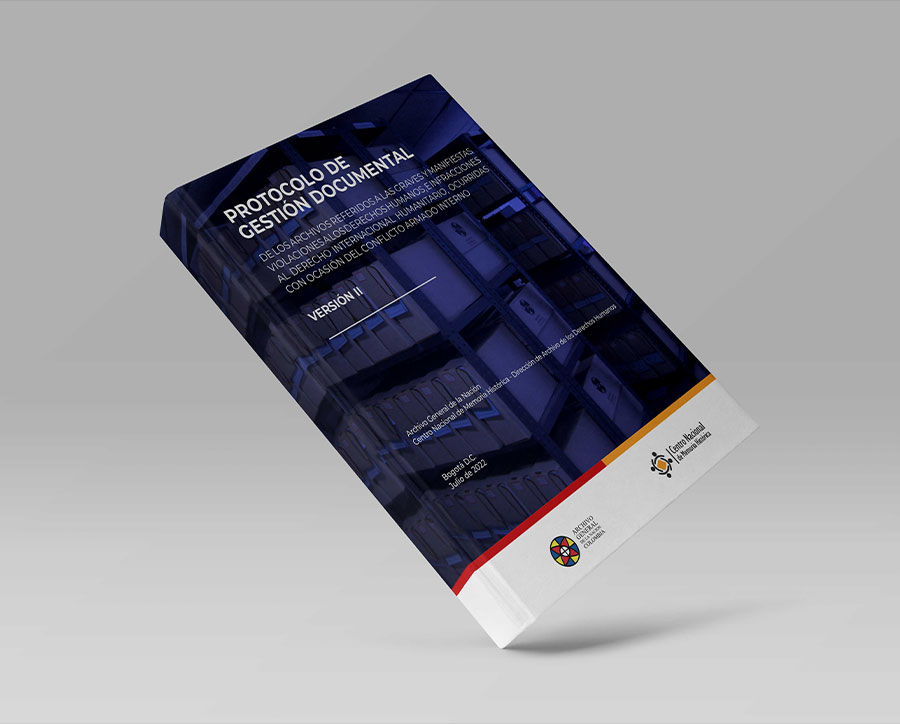 PROTOCOLO DE
GESTIÓN DOCUMENTAL
DE LOS ARCHIVOS REFERIDOS A LAS GRAVES Y MANIFIESTAS
VIOLACIONES A LOS DERECHOS HUMANOS, E INFRACCIONES
AL DERECHO INTERNACIONAL HUMANITARIO, OCURRIDAS
CON OCASIÓN DEL CONFLICTO ARMADO INTERNO
VERSIÓN II
Archivo General de la Nación
Centro Nacional de Memoria Histórica - Dirección de Archivo de los Derechos Humanos
Bogotá D.C.
Julio de 2022
ARCHIVO
GENERAL
DE LA NACIÓN
COLOMBIA
Centro Nacional
de Memoria Histórica